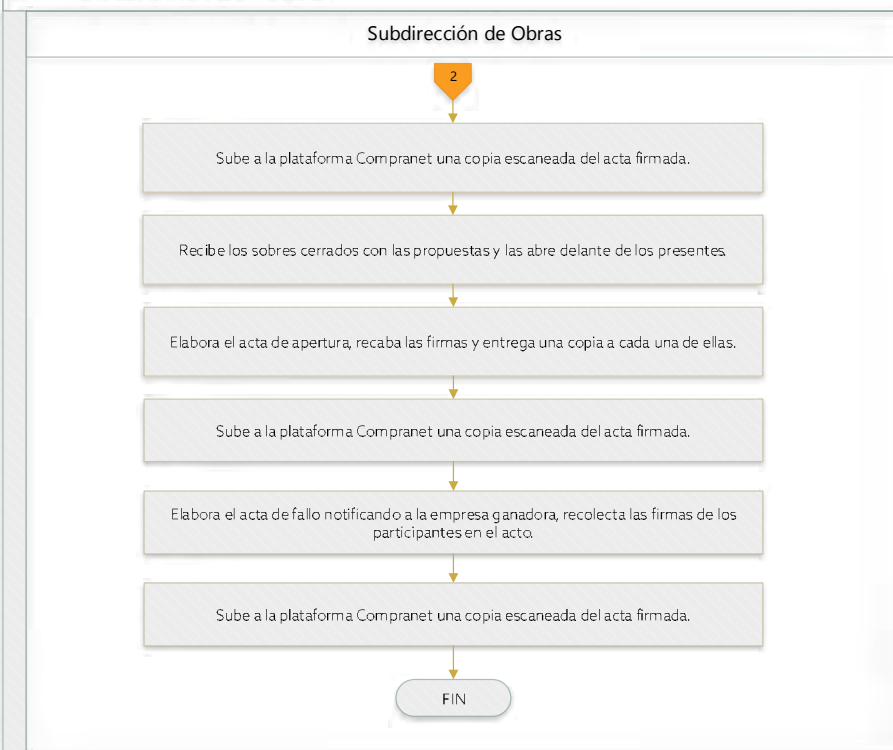 Subdirección de Obras
2
Sube a la plataforma Compranet una copia escaneada del acta firmada.
Recibe los sobres cerrados con las propuestas y las abre delante de los presentes.
Elabora el acta de apertura, recaba las firmas y entrega una copia a cada una de ellas.
Sube a la plataforma Compranet una copia escaneada del acta firmada.
Elabora el acta de fallo notificando a la empresa ganadora, recolecta las firmas de los
participantes en el acto.
Sube a la plataforma Compranet una copia escaneada del acta firmada.
FIN